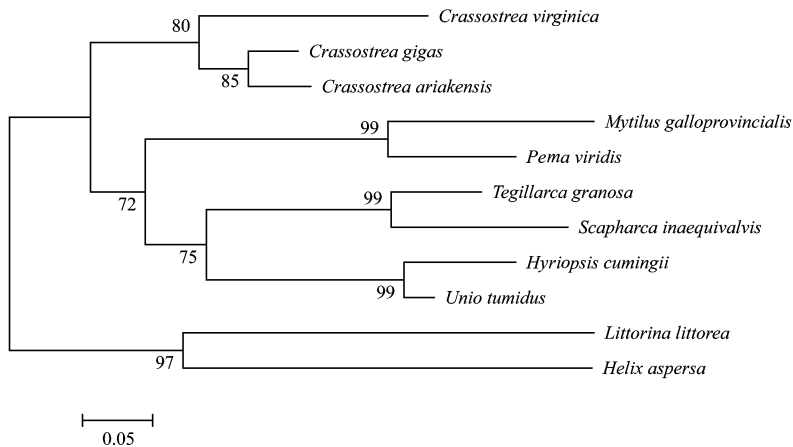 80
Crassostrea virginica
Crassostrea gigas
85
Crassostrea ariakensis
99
Mytilus galloprovincialis
Pema viridis
72
99
Tegillarca granosa
Scapharca inaequivalvis
75
Hyriopsis cumingii
99
Unio tumidus
Littorina littorea
97
Helix aspersa
0.05